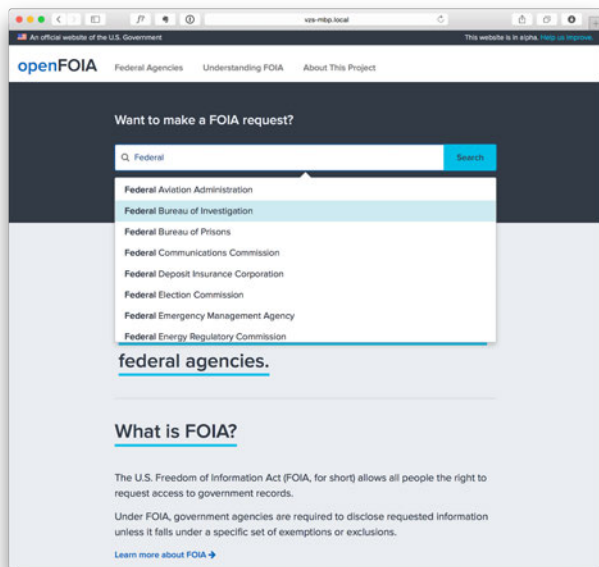 vzs-mbp.local
An official website of the U.S. Government
This website is in alpha. Help us improve.
openFOIA
Federal Agencies
Understanding FOIA
About This Project
Want to make a FOIA request?
Federal
Search
Federal Aviation Administration
Federal Bureau of Investigation
Federal Bureau of Prisons
Federal Communications Commission
Federal Deposit Insurance Corporation
Federal Election Commission
Federal Emergency Management Agency
Federal Energy Regulatory Commission
federal agencies.
What is FOIA?
The U.S. Freedom of Information Act (FOIA, for short) allows all people the right to
request access to government records.
Under FOIA, government agencies are required to disclose requested information
unless it falls under a specific set of exemptions or exclusions.
Learn more about FOIA →